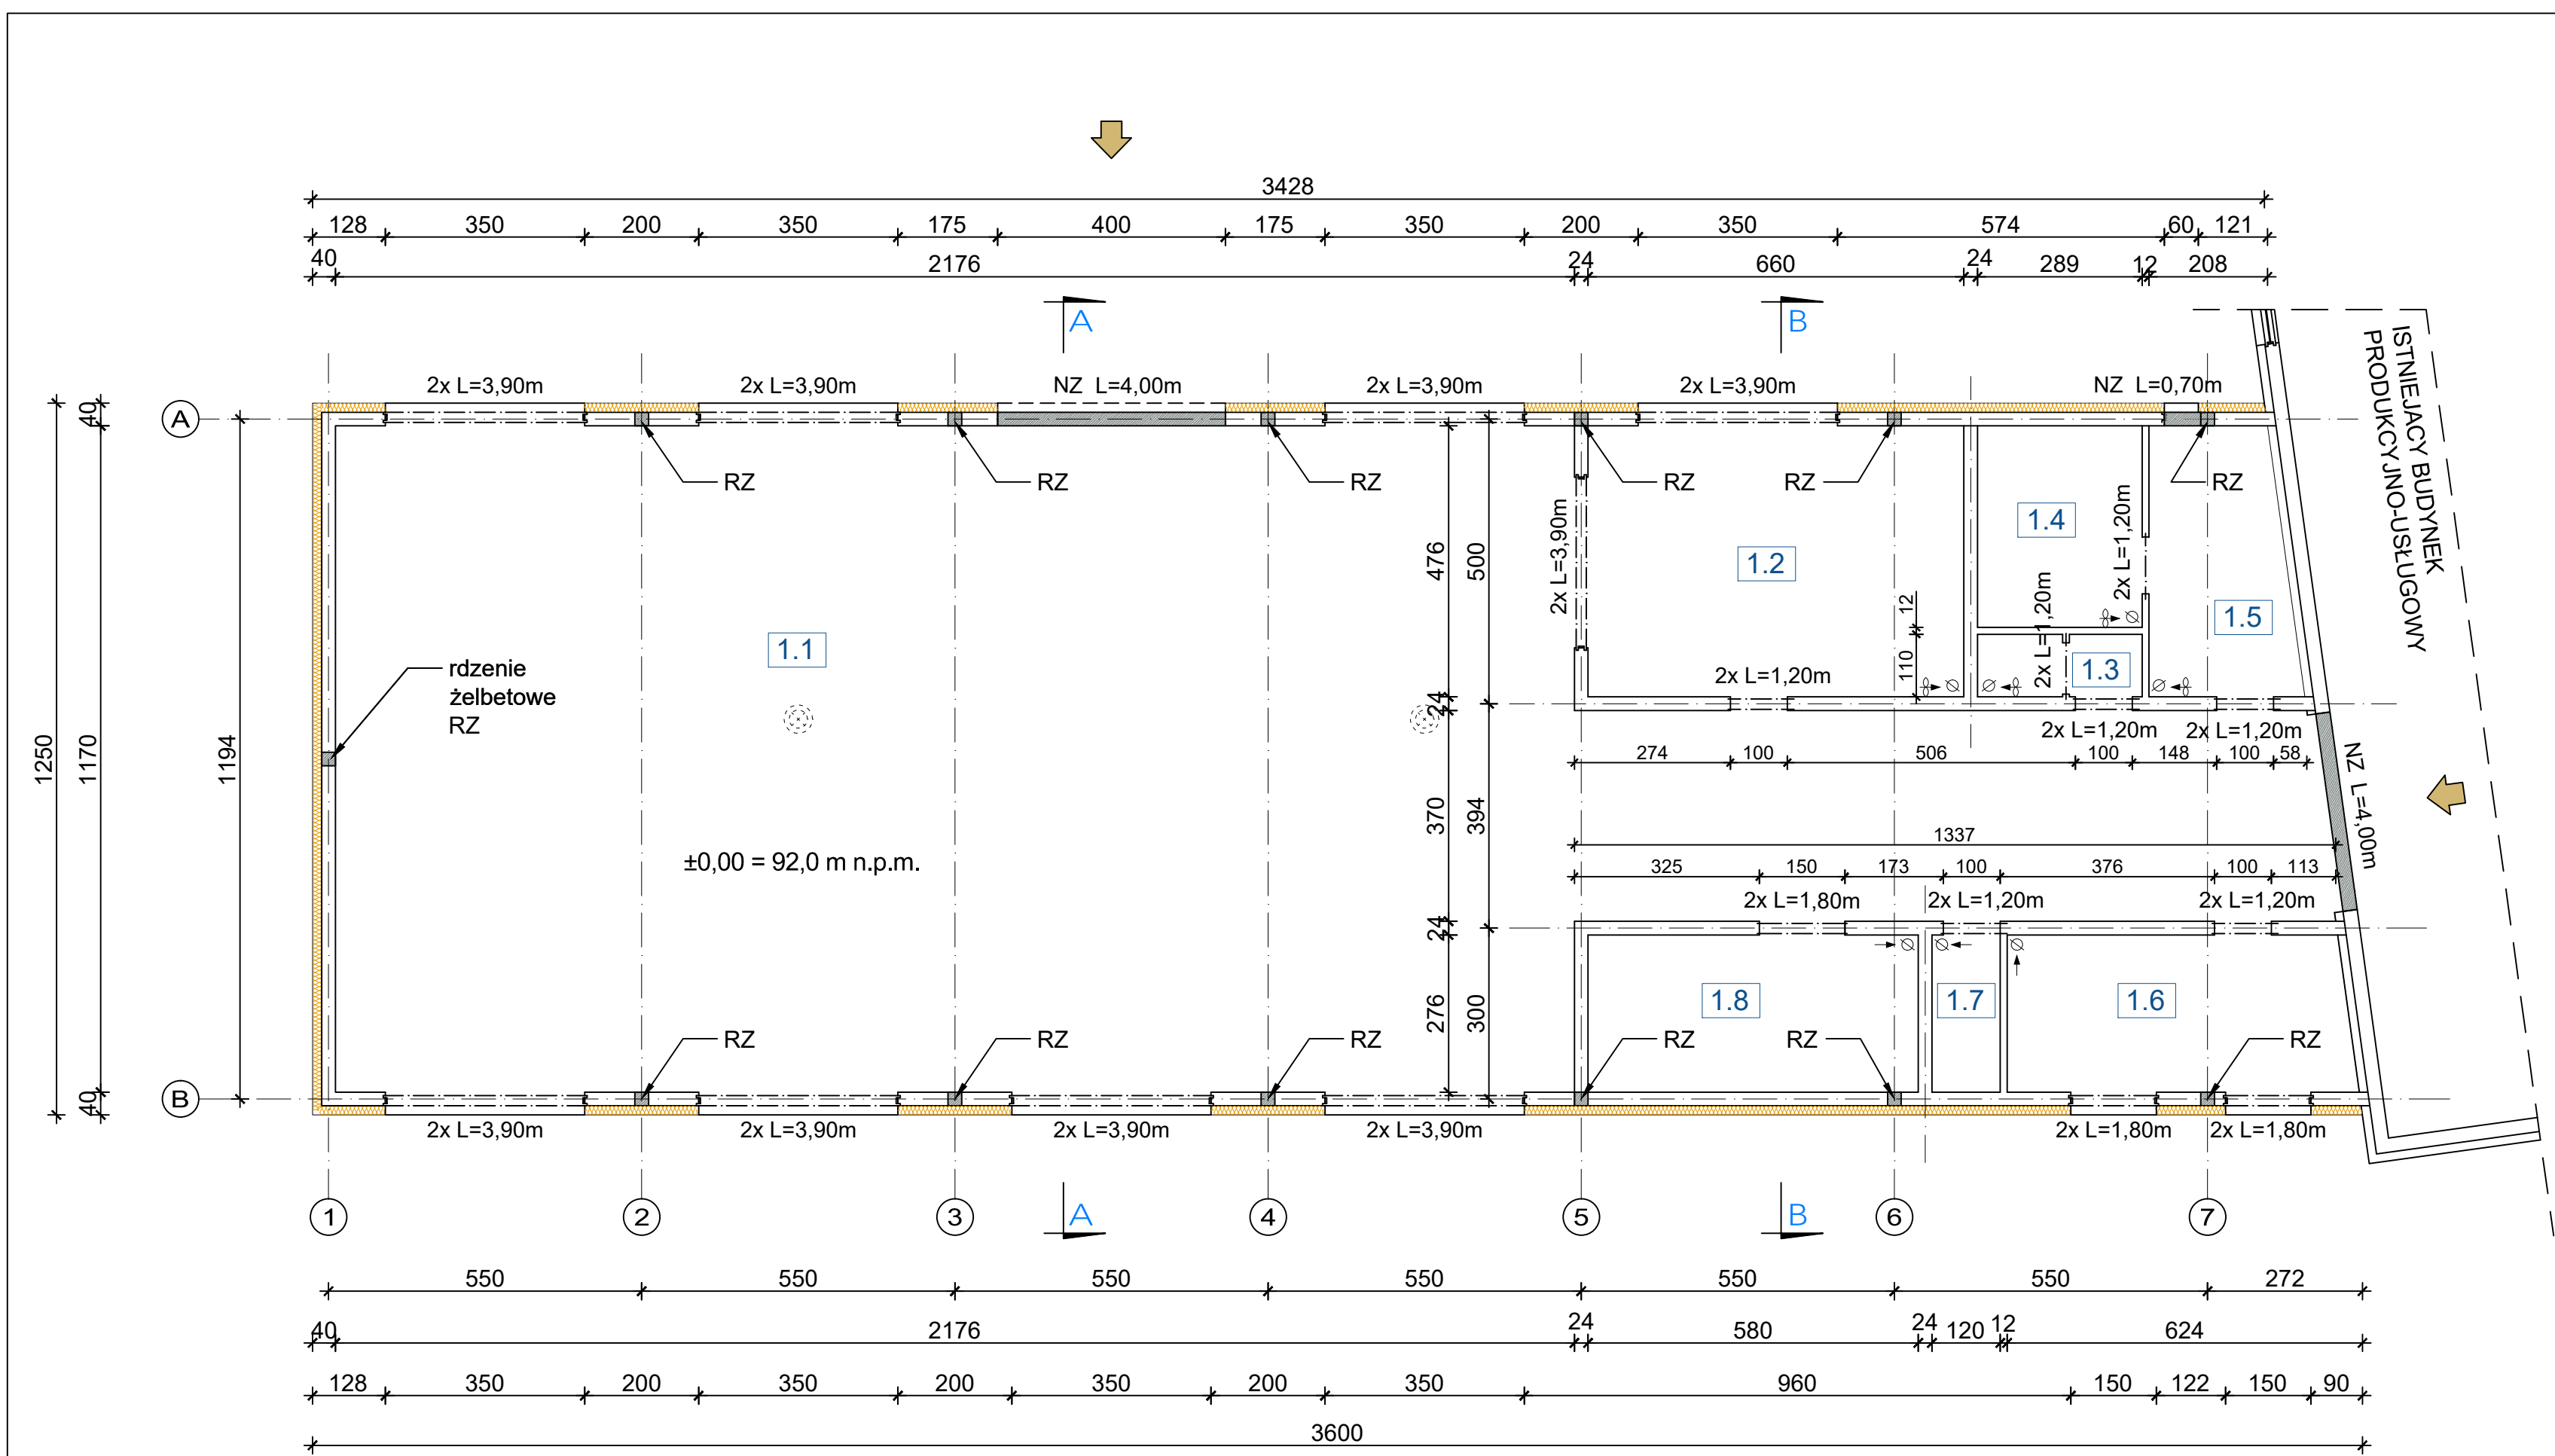 3428
128 350 200 350 175 400 175 350 200 350 574 60 121
40 2176 24 660 24 289 12 208
A B
2x L=3,90m 2x L=3,90m NZ L=4,00m 2x L=3,90m 2x L=3,90m NZ L=0,70m
ISTNIEJACY BUDYNEK
PRODUKCYJNO-USŁUGOWY
A
40
RZ RZ RZ RZ RZ RZ
476 500
2x L=3,90m
1.2
1.4
2x L=1,20m
1.5
12
110
2x L=1,20m
1.3
1.1
rdzenie
żelbetowe
RZ
2x L=1,20m
24
2x L=1,20m 2x L=1,20m
274 100 506 100 148 100 58
1250 1170 1194
370 394
NZ L=4,00m
1337
±0,00 = 92,0 m n.p.m.
325 150 173 100 376 100 113
2x L=1,80m 2x L=1,20m 2x L=1,20m
24
276 300
1.8 1.7 1.6
RZ RZ RZ RZ RZ RZ
40
B
2x L=3,90m 2x L=3,90m 2x L=3,90m 2x L=3,90m 2x L=1,80m 2x L=1,80m
1 2 3 A 4 5 B 6 7
550 550 550 550 550 550 272
40 2176 24 580 24 120 12 624
128 350 200 350 200 350 200 350 960 150 122 150 90
3600